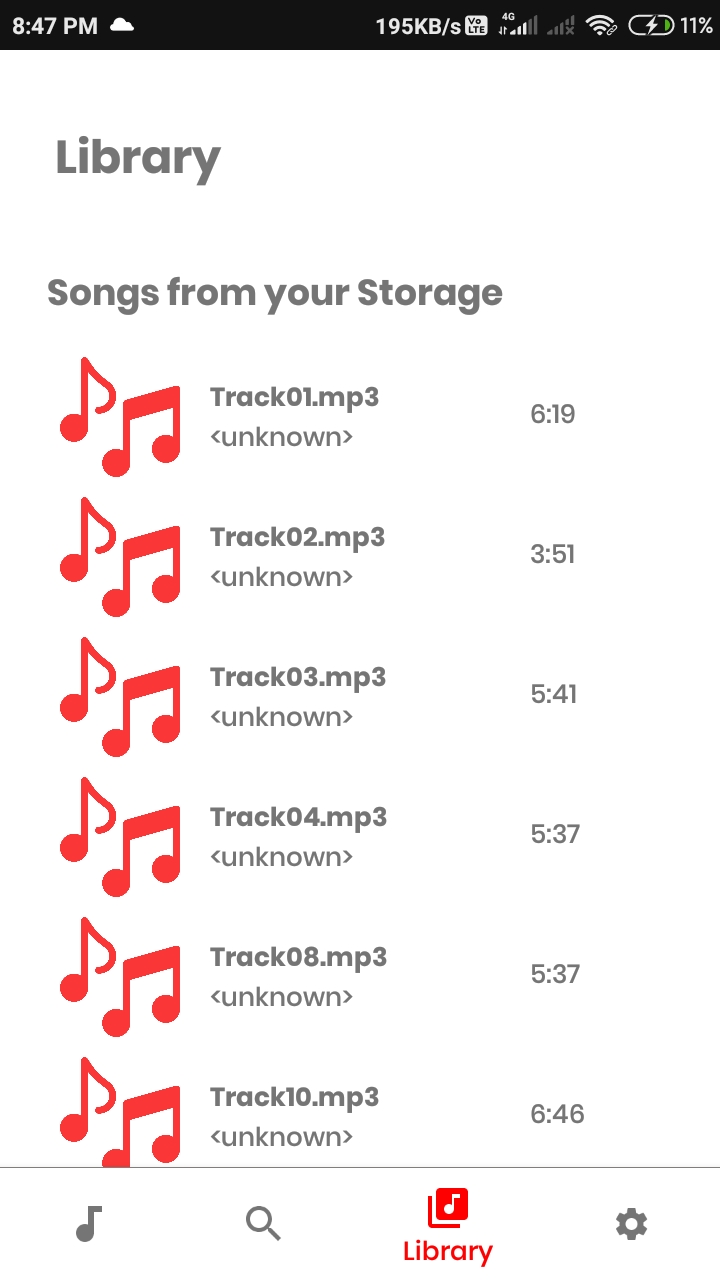 8:47 PM 195KB/s Vo LTE 4G 11%
Library
Songs from your Storage
Track01.mp3
<unknown>
6:19
Track02.mp3
<unknown>
3:51
Track03.mp3
<unknown>
5:41
Track04.mp3
<unknown>
5:37
Track08.mp3
<unknown>
5:37
Track10.mp3
<unknown>
6:46
Library